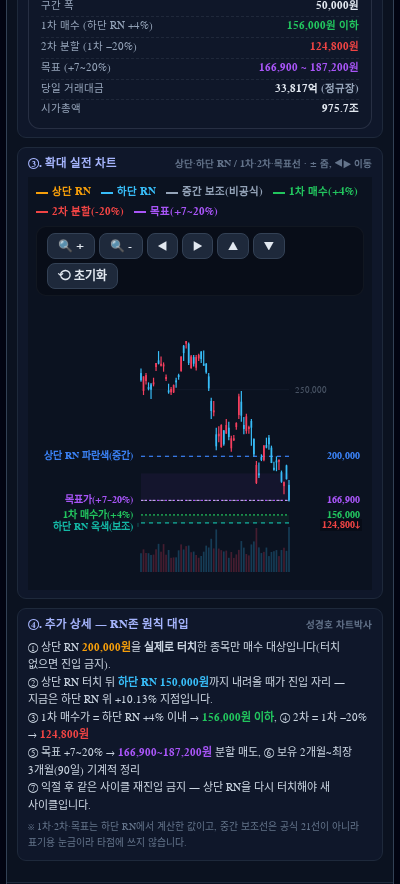 구간 폭 50,000원
1차 매수 (하단 RN +4%) 156,000원 이하
2차 분할 (1차 −20%) 124,800원
목표 (+7~20%) 166,900 ~ 187,200원
당일 거래대금 33,817억 (정규장)
시가총액 975.7조
③. 확대 실전 차트 상단·하단 RN / 1차·2차·목표선 · ± 줌, ◀▶ 이동
상단 RN 하단 RN 중간 보조(비공식) 1차 매수(+4%)
2차 분할(-20%) 목표(+7~20%)
🔍 + 🔍 - ◀ ▶ ▲ ▼
⟲ 초기화
250,000
상단 RN 파란색(중간) 200,000
목표가(+7~20%) 166,900
1차 매수가(+4%) 156,000
하단 RN 옥색(보조) 124,800↓
④. 추가 상세 — RN존 원칙 대입 성경호 차트박사
① 상단 RN 200,000원을 실제로 터치한 종목만 매수 대상입니다(터치
없으면 진입 금지).
② 상단 RN 터치 뒤 하단 RN 150,000원까지 내려올 때가 진입 자리 —
지금은 하단 RN 위 +10.13% 지점입니다.
③ 1차 매수가 = 하단 RN +4% 이내 → 156,000원 이하, ④ 2차 = 1차 −20%
→ 124,800원
⑤ 목표 +7~20% → 166,900~187,200원 분할 매도, ⑥ 보유 2개월~최장
3개월(90일) 기계적 정리
⑦ 익절 후 같은 사이클 재진입 금지 — 상단 RN을 다시 터치해야 새
사이클입니다.
※ 1차·2차·목표는 하단 RN에서 계산한 값이고, 중간 보조선은 공식 21선이 아니라
표기용 눈금이라 타점에 쓰지 않습니다.